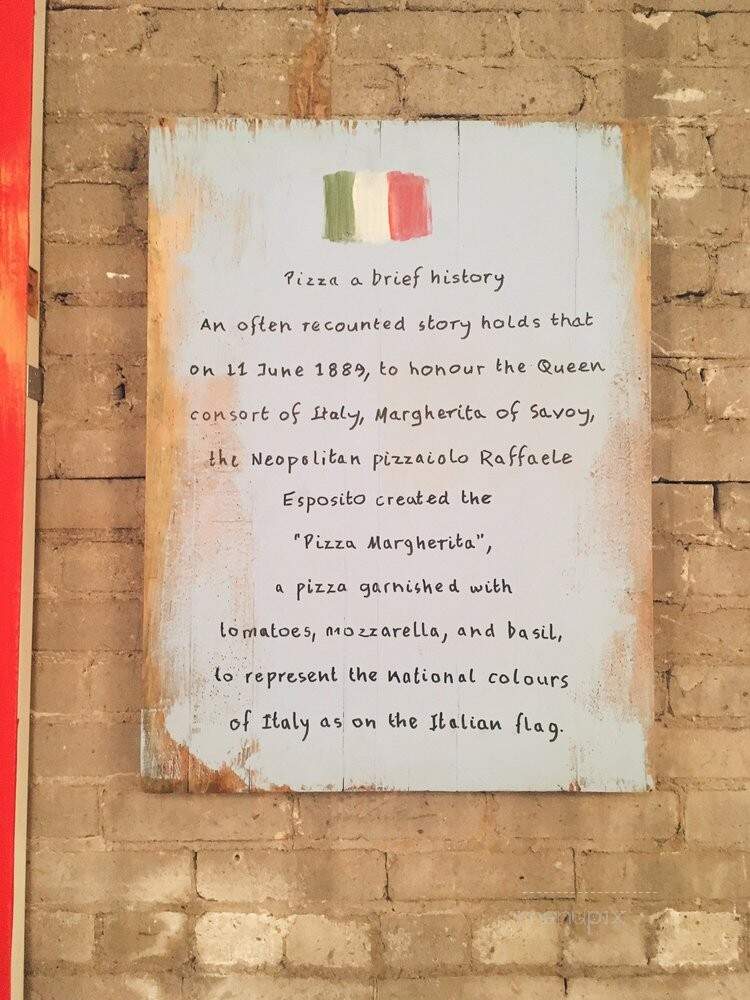 Pizza a brief history
An often recounted story holds that
on 11 June 1889, to honour the Queen
consort of Italy, Margherita of Savoy,
the Neopolitan pizzaiolo Raffaele
Esposito created the
"Pizza Margherita",
a pizza garnished with
tomatoes, mozzarella, and basil,
to represent the national colours
of Italy as on the Italian flag.
menupix